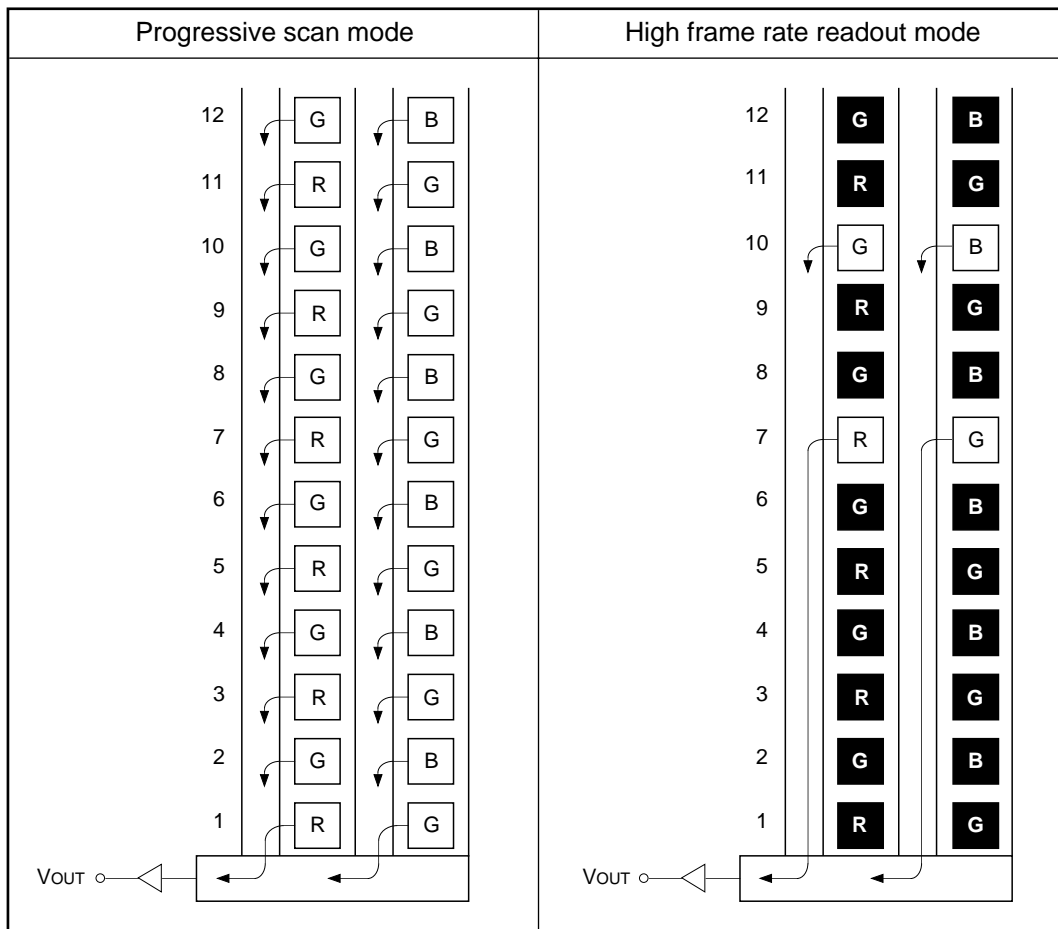 Progressive scan mode High frame rate readout mode
12 G B 12 G B
11 R G 11 R G
10 G B 10 G B
9 R G 9 R G
8 G B 8 G B
7 R G 7 R G
6 G B 6 G B
5 R G 5 R G
4 G B 4 G B
3 R G 3 R G
2 G B 2 G B
1 R G 1 R G
VOUT VOUT